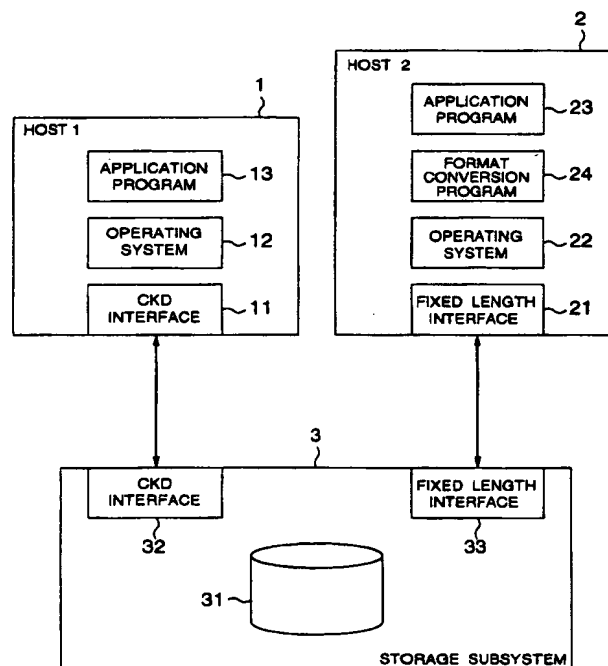 1
HOST 1
APPLICATION
PROGRAM
13
OPERATING
SYSTEM
12
CKD
INTERFACE
11
2
HOST 2
APPLICATION
PROGRAM
23
FORMAT
CONVERSION
PROGRAM
24
OPERATING
SYSTEM
22
FIXED LENGTH
INTERFACE
21
3
CKD
INTERFACE
32
FIXED LENGTH
INTERFACE
33
31
STORAGE SUBSYSTEM